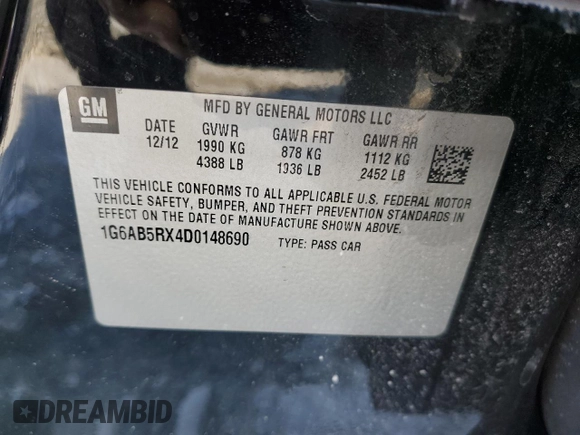 GM
MFD BY GENERAL MOTORS LLC
DATE GVWR GAWR FRT GAWR RR
12/12 1990 KG 878 KG 1112 KG
4388 LB 1936 LB 2452 LB
THIS VEHICLE CONFORMS TO ALL APPLICABLE U.S. FEDERAL MOTOR
VEHICLE SAFETY, BUMPER, AND THEFT PREVENTION STANDARDS IN
EFFECT ON THE DATE OF MANUFACTURE SHOWN ABOVE.
1G6AB5RX4D0148690 TYPE: PASS CAR
DREAMBID